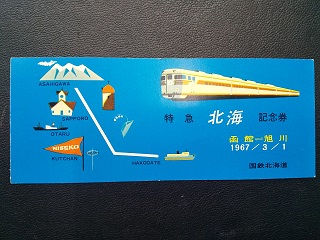 ASAHIGAWA
SAPPORO
OTARU
NISEKO
KUTCHAN
HAKODATE
特急 北海 記念券
函館―旭川
1967/3/1
国鉄北海道